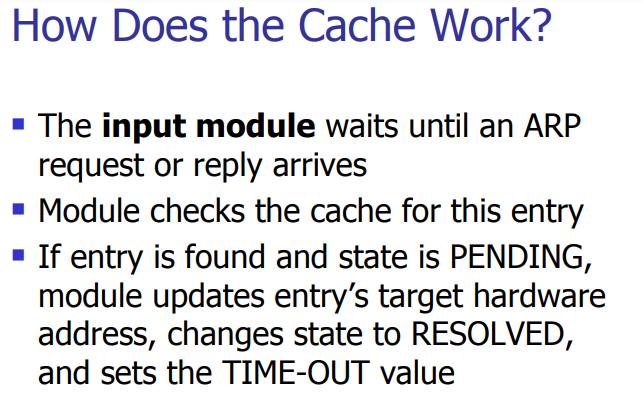 How Does the Cache Work?
▪ The input module waits until an ARP
request or reply arrives
▪ Module checks the cache for this entry
▪ If entry is found and state is PENDING,
module updates entry’s target hardware
address, changes state to RESOLVED,
and sets the TIME-OUT value